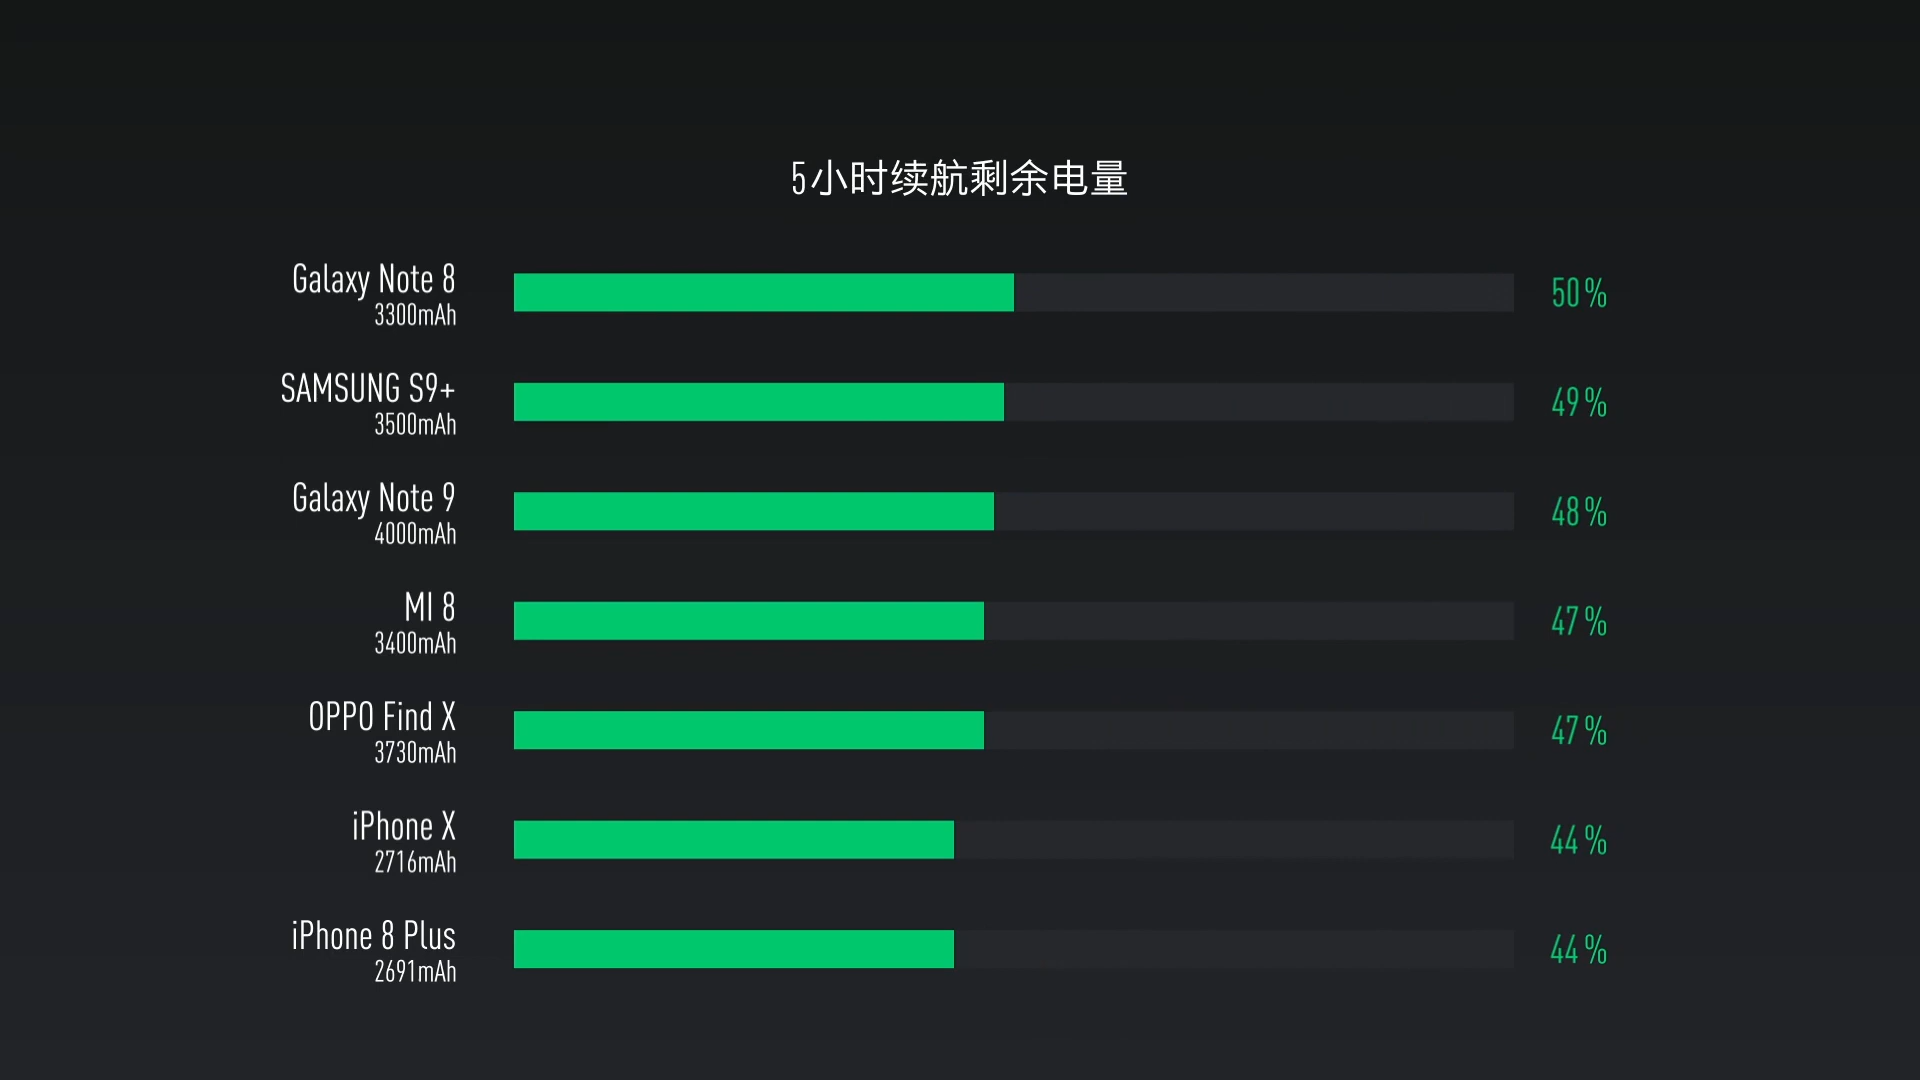 5小时续航剩余电量
Galaxy Note 8
3300mAh
50%
SAMSUNG S9+
3500mAh
49%
Galaxy Note 9
4000mAh
48%
MI 8
3400mAh
47%
OPPO Find X
3730mAh
47%
iPhone X
2716mAh
44%
iPhone 8 Plus
2691mAh
44%